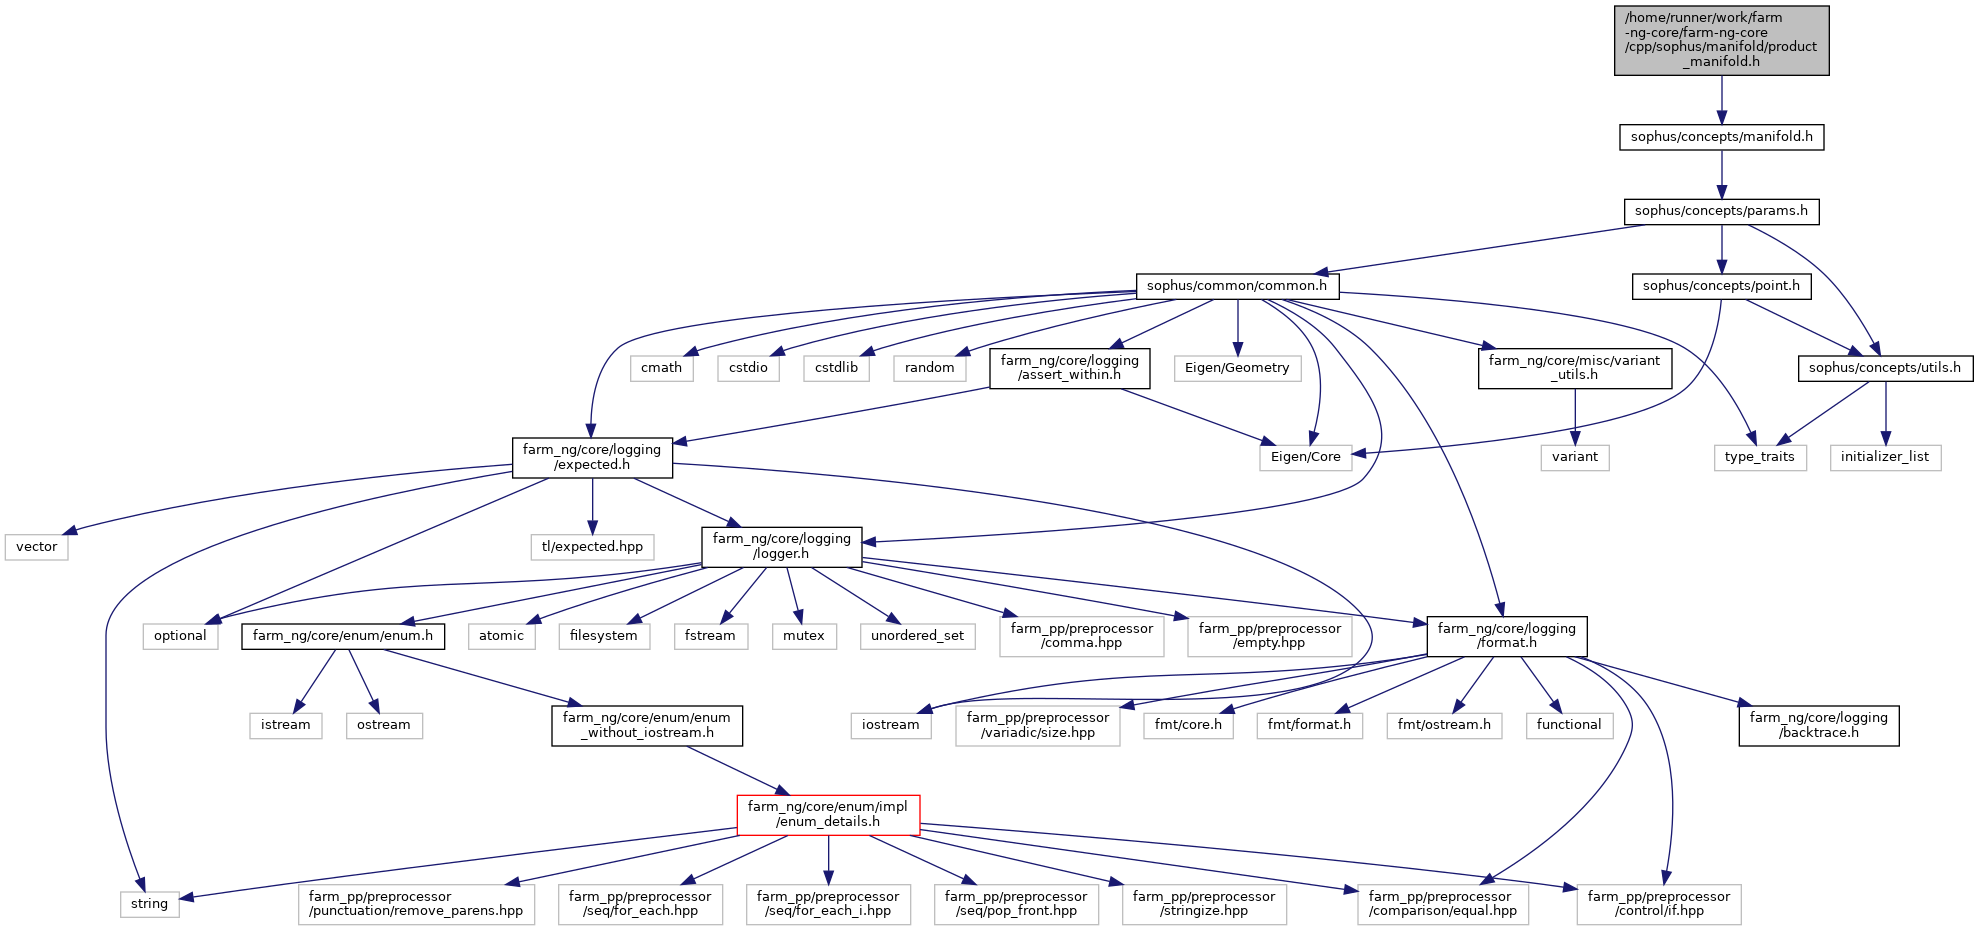 /home/runner/work/farm
-ng-core/farm-ng-core
/cpp/sophus/manifold/product
_manifold.h
sophus/concepts/manifold.h
sophus/concepts/params.h
sophus/common/common.h
sophus/concepts/point.h
cmath
cstdio
cstdlib
random
farm_ng/core/logging
/assert_within.h
Eigen/Geometry
farm_ng/core/misc/variant
_utils.h
sophus/concepts/utils.h
farm_ng/core/logging
/expected.h
Eigen/Core
variant
type_traits
initializer_list
vector
tl/expected.hpp
farm_ng/core/logging
/logger.h
optional
farm_ng/core/enum/enum.h
atomic
filesystem
fstream
mutex
unordered_set
farm_pp/preprocessor
/comma.hpp
farm_pp/preprocessor
/empty.hpp
farm_ng/core/logging
/format.h
istream
ostream
farm_ng/core/enum/enum
_without_iostream.h
iostream
farm_pp/preprocessor
/variadic/size.hpp
fmt/core.h
fmt/format.h
fmt/ostream.h
functional
farm_ng/core/logging
/backtrace.h
farm_ng/core/enum/impl
/enum_details.h
string
farm_pp/preprocessor
/punctuation/remove_parens.hpp
farm_pp/preprocessor
/seq/for_each.hpp
farm_pp/preprocessor
/seq/for_each_i.hpp
farm_pp/preprocessor
/seq/pop_front.hpp
farm_pp/preprocessor
/stringize.hpp
farm_pp/preprocessor
/comparison/equal.hpp
farm_pp/preprocessor
/control/if.hpp